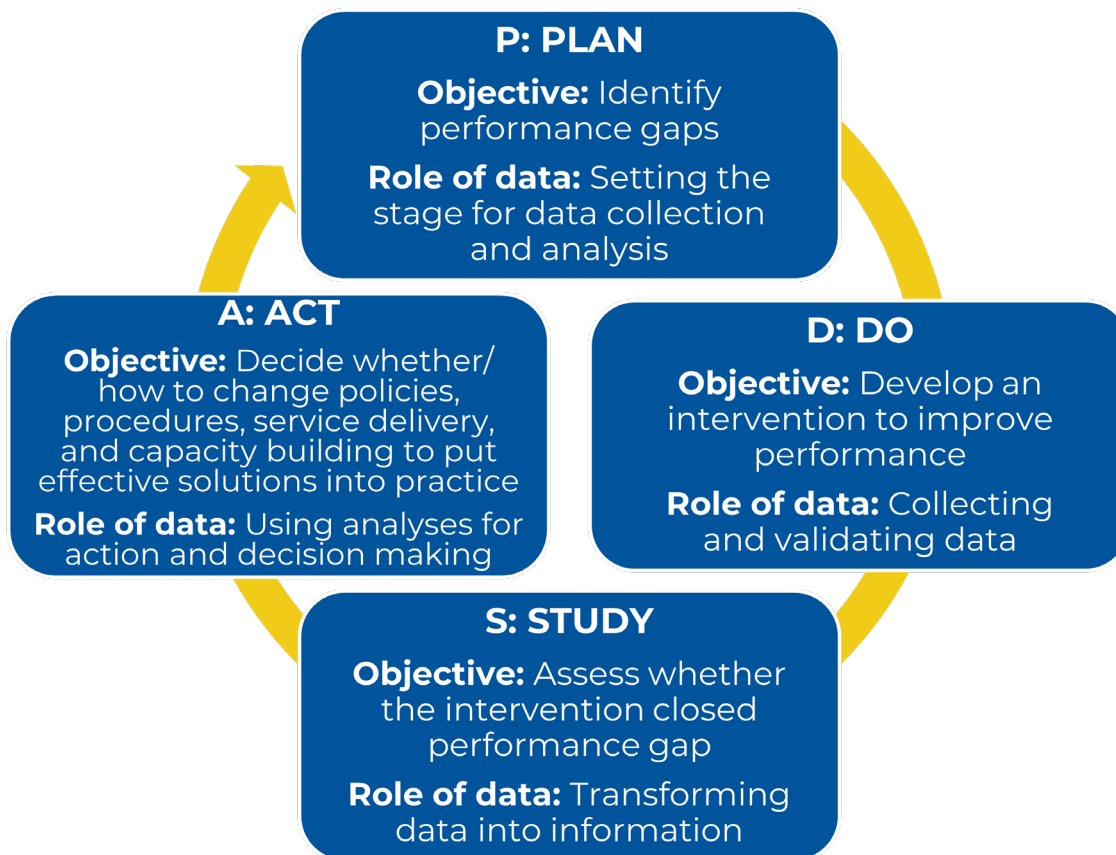 P: PLAN
Objective: Identify
performance gaps
Role of data: Setting the
stage for data collection
and analysis
A: ACT
Objective: Decide whether/
how to change policies,
procedures, service delivery,
and capacity building to put
effective solutions into practice
Role of data: Using analyses for
action and decision making
D: DO
Objective: Develop an
intervention to improve
performance
Role of data: Collecting
and validating data
S: STUDY
Objective: Assess whether
the intervention closed
performance gap
Role of data: Transforming
data into information